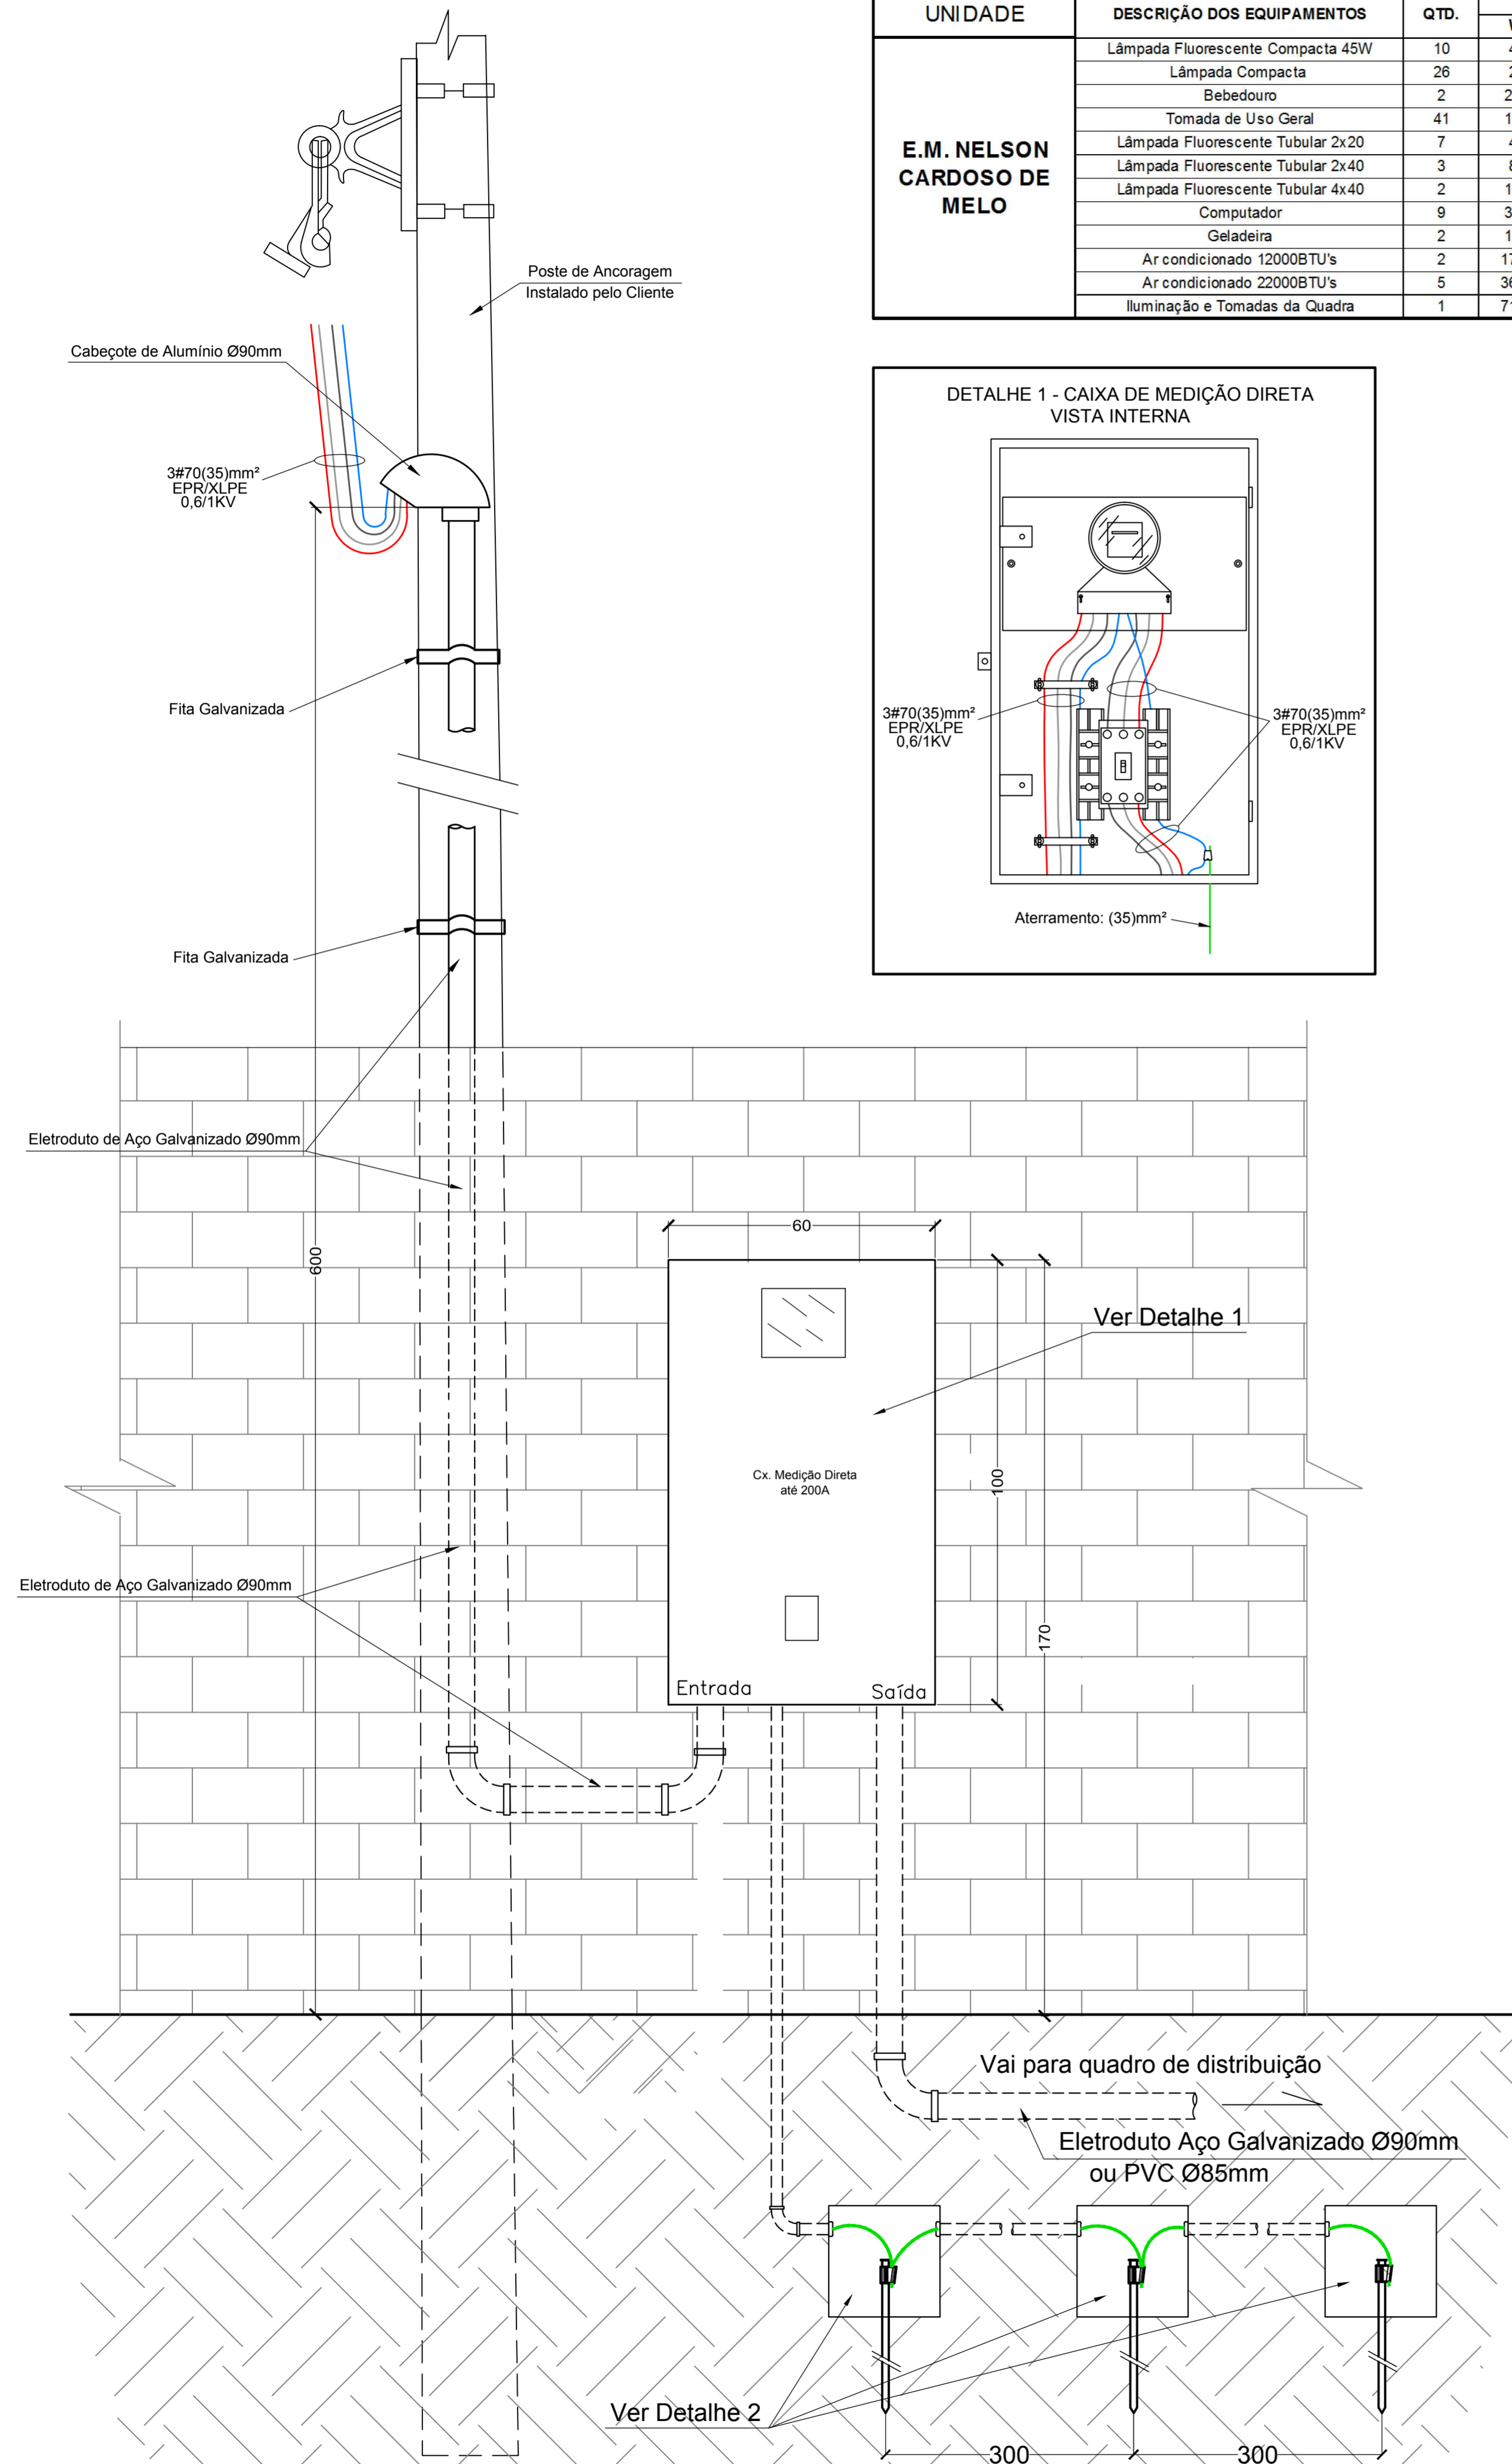 UNIDADE DESCRIÇÃO DOS EQUIPAMENTOS QTD.
Lâmpada Fluorescente Compacta 45W 10
Lâmpada Compacta 26
Bebedouro 2
Tomada de Uso Geral 41
Lâmpada Fluorescente Tubular 2x20 7
Lâmpada Fluorescente Tubular 2x40 3
Lâmpada Fluorescente Tubular 4x40 2
Computador 9
Geladeira 2
Ar condicionado 12000BTU's 2
Ar condicionado 22000BTU's 5
Iluminação e Tomadas da Quadra 1
E.M. NELSON
CARDOSO DE
MELO
Poste de Ancoragem
Instalado pelo Cliente
Cabeçote de Alumínio Ø90mm
3#70(35)mm²
EPR/XLPE
0,6/1KV
Fita Galvanizada
Fita Galvanizada
DETALHE 1 - CAIXA DE MEDIÇÃO DIRETA
VISTA INTERNA
3#70(35)mm²
EPR/XLPE
0,6/1KV
3#70(35)mm²
EPR/XLPE
0,6/1KV
Aterramento: (35)mm²
Eletroduto de Aço Galvanizado Ø90mm
600
60
Ver Detalhe 1
Cx. Medição Direta
até 200A
100
170
Eletroduto de Aço Galvanizado Ø90mm
Entrada
Saída
Vai para quadro de distribuição
Eletroduto Aço Galvanizado Ø90mm
ou PVC Ø85mm
Ver Detalhe 2
300
300